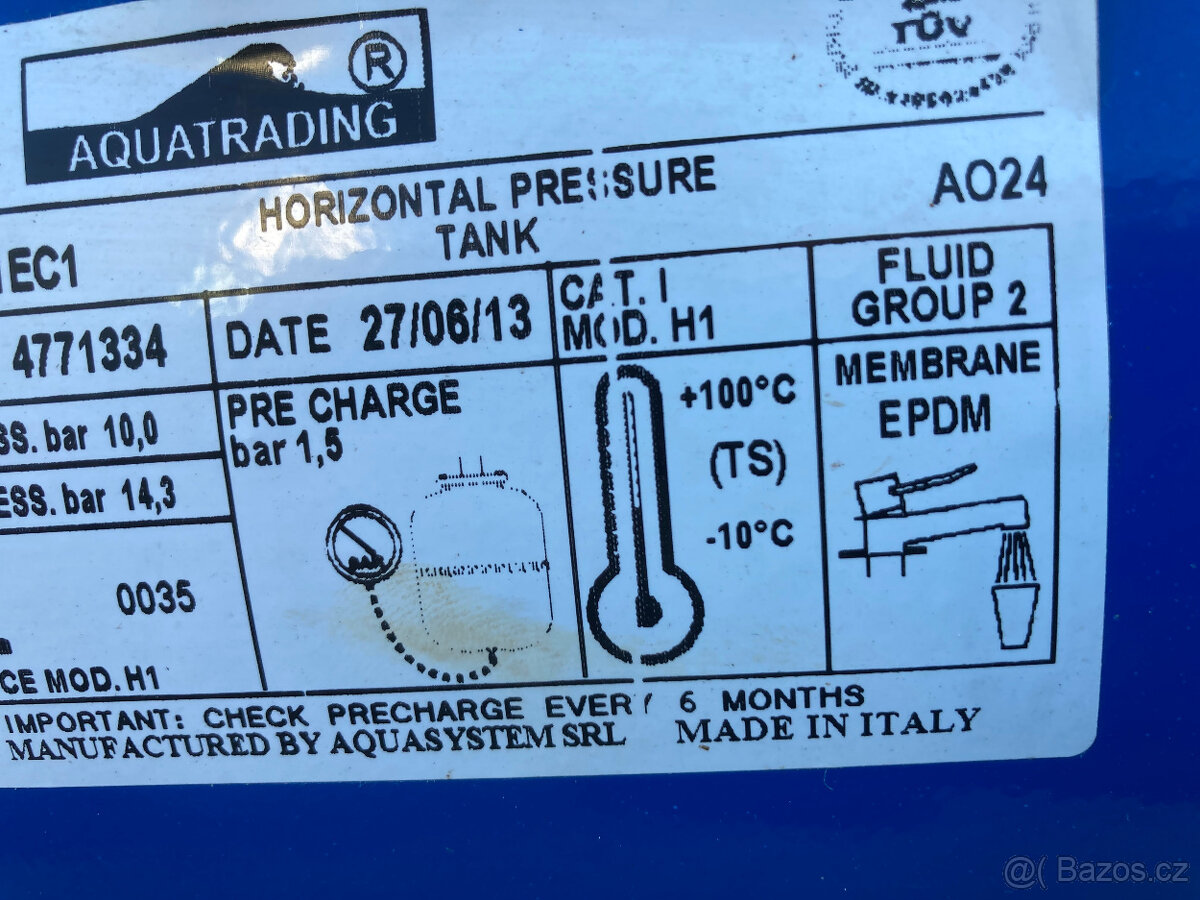 TÜV
®
AQUATRADING
HORIZONTAL PRESSURE
TANK
AO24
EC1
4771334
DATE 27/06/13
CAT. I
MOD. H1
FLUID
GROUP 2
SS. bar 10,0
ESS. bar 14,3
PRE CHARGE
bar 1,5
BAR
+100°C
(TS)
-10°C
MEMBRANE
EPDM
0035
CE MOD. H1
IMPORTANT: CHECK PRECHARGE EVERY 6 MONTHS
MANUFACTURED BY AQUASYSTEM SRL MADE IN ITALY
@( Bazos.cz